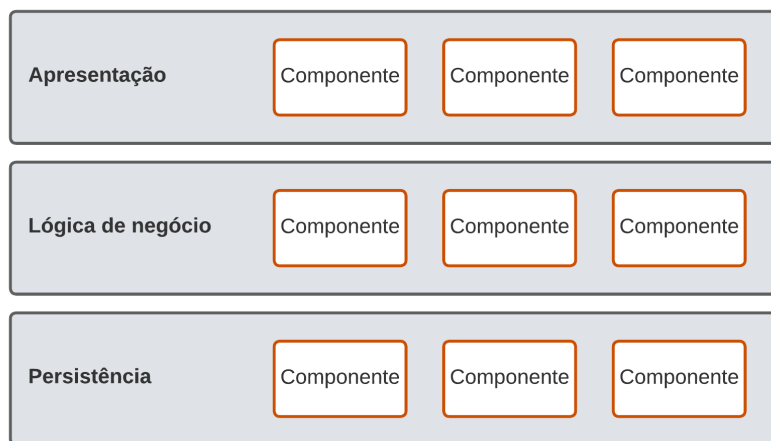 Apresentação
Componente
Componente
Componente
Lógica de negócio
Componente
Componente
Componente
Persistência
Componente
Componente
Componente